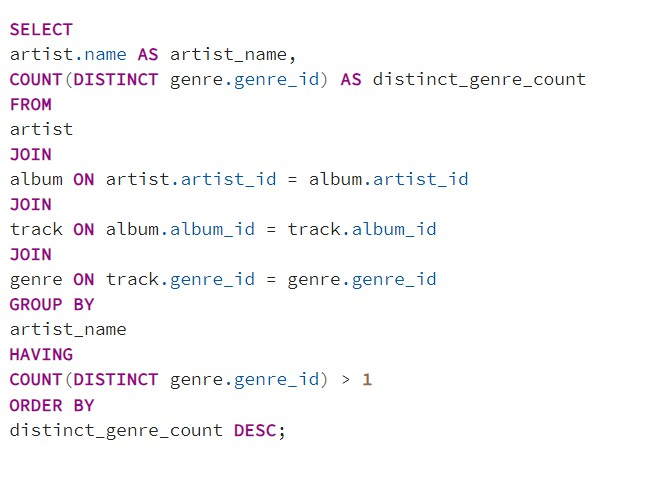 SELECT
artist.name AS artist_name,
COUNT(DISTINCT genre.genre_id) AS distinct_genre_count
FROM
artist
JOIN
album ON artist.artist_id = album.artist_id
JOIN
track ON album.album_id = track.album_id
JOIN
genre ON track.genre_id = genre.genre_id
GROUP BY
artist_name
HAVING
COUNT(DISTINCT genre.genre_id) > 1
ORDER BY
distinct_genre_count DESC;